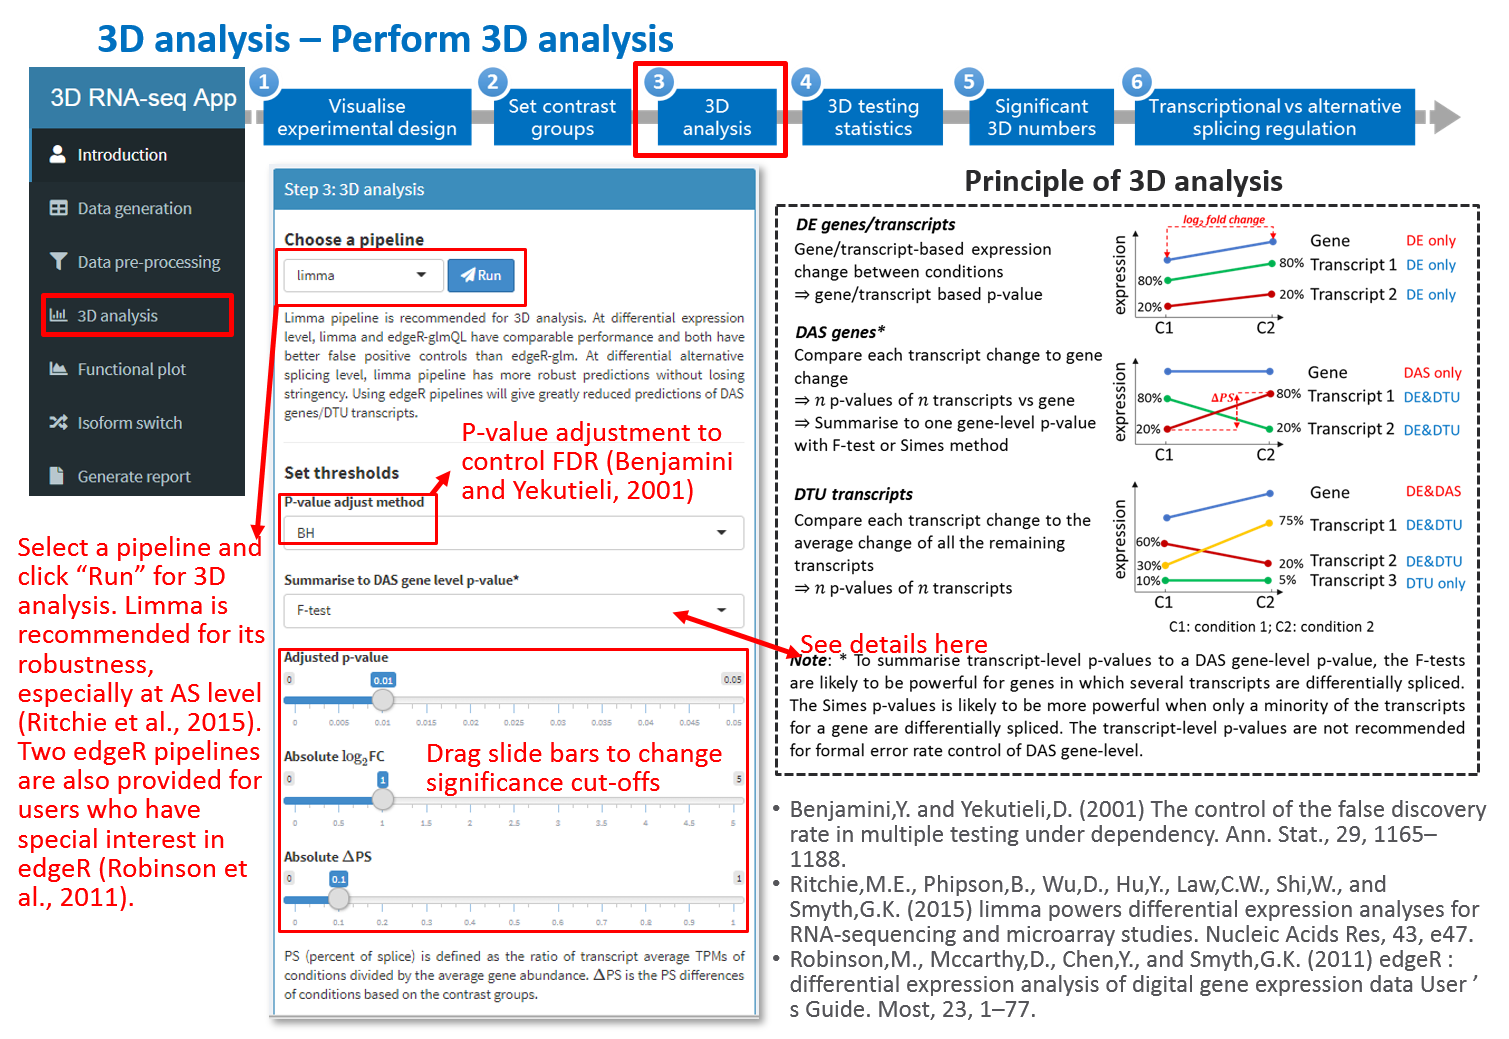 3D analysis – Perform 3D analysis
3D RNA-seq App
Introduction
Data generation
Data pre-processing
3D analysis
Functional plot
Isoform switch
Generate report
1
Visualise
experimental design
2
Set contrast
groups
3
3D
analysis
4
3D testing
statistics
5
Significant
3D numbers
6
Transcriptional vs alternative
splicing regulation
Select a pipeline and
click “Run” for 3D
analysis. Limma is
recommended for its
robustness,
especially at AS level
(Ritchie et al., 2015).
Two edgeR pipelines
are also provided for
users who have
special interest in
edgeR (Robinson et
al., 2011).
Step 3: 3D analysis
Choose a pipeline
limma
Run
Limma pipeline is recommended for 3D analysis. At differential expression
level, limma and edgeR-glmQL have comparable performance and both have
better false positive controls than edgeR-glm. At differential alternative
splicing level, limma pipeline has more robust predictions without losing
stringency. Using edgeR pipelines will give greatly reduced predictions of DAS
genes/DTU transcripts.
P-value adjustment to
control FDR (Benjamini
and Yekutieli, 2001)
Set thresholds
P-value adjust method
BH
Summarise to DAS gene level p-value*
F-test
See details here
Adjusted p-value
0 0.01 0.05
0 0.005 0.01 0.015 0.02 0.025 0.03 0.035 0.04 0.045 0.05
Absolute log2FC
0 1 5
0 0.5 1 1.5 2 2.5 3 3.5 4 4.5 5
Drag slide bars to change
significance cut-offs
Absolute ΔPS
0 0.1 1
0 0.1 0.2 0.3 0.4 0.5 0.6 0.7 0.8 0.9 1
PS (percent of splice) is defined as the ratio of transcript average TPMs of
conditions divided by the average gene abundance. ΔPS is the PS differences
of conditions based on the contrast groups.
Principle of 3D analysis
DE genes/transcripts
Gene/transcript-based expression
change between conditions
⇒ gene/transcript based p-value
log2 fold change
expression
80%
20%
80%
20%
C1 C2
Gene DE only
Transcript 1 DE only
Transcript 2 DE only
DAS genes*
Compare each transcript change to gene
change
⇒ n p-values of n transcripts vs gene
⇒ Summarise to one gene-level p-value
with F-test or Simes method
expression
80%
20%
ΔPS
80%
20%
C1 C2
Gene DAS only
Transcript 1 DE&DTU
Transcript 2 DE&DTU
DTU transcripts
Compare each transcript change to the
average change of all the remaining
transcripts
⇒ n p-values of n transcripts
expression
60%
30%
10%
75%
20%
5%
C1 C2
Gene DE&DAS
Transcript 1 DE&DTU
Transcript 2 DE&DTU
Transcript 3 DTU only
C1: condition 1; C2: condition 2
Note: * To summarise transcript-level p-values to a DAS gene-level p-value, the F-tests
are likely to be powerful for genes in which several transcripts are differentially spliced.
The Simes p-values is likely to be more powerful when only a minority of the transcripts
for a gene are differentially spliced. The transcript-level p-values are not recommended
for formal error rate control of DAS gene-level.
• Benjamini,Y. and Yekutieli,D. (2001) The control of the false discovery
rate in multiple testing under dependency. Ann. Stat., 29, 1165–
1188.
• Ritchie,M.E., Phipson,B., Wu,D., Hu,Y., Law,C.W., Shi,W., and
Smyth,G.K. (2015) limma powers differential expression analyses for
RNA-sequencing and microarray studies. Nucleic Acids Res, 43, e47.
• Robinson,M., Mccarthy,D., Chen,Y., and Smyth,G.K. (2011) edgeR :
differential expression analysis of digital gene expression data User ’
s Guide. Most, 23, 1–77.